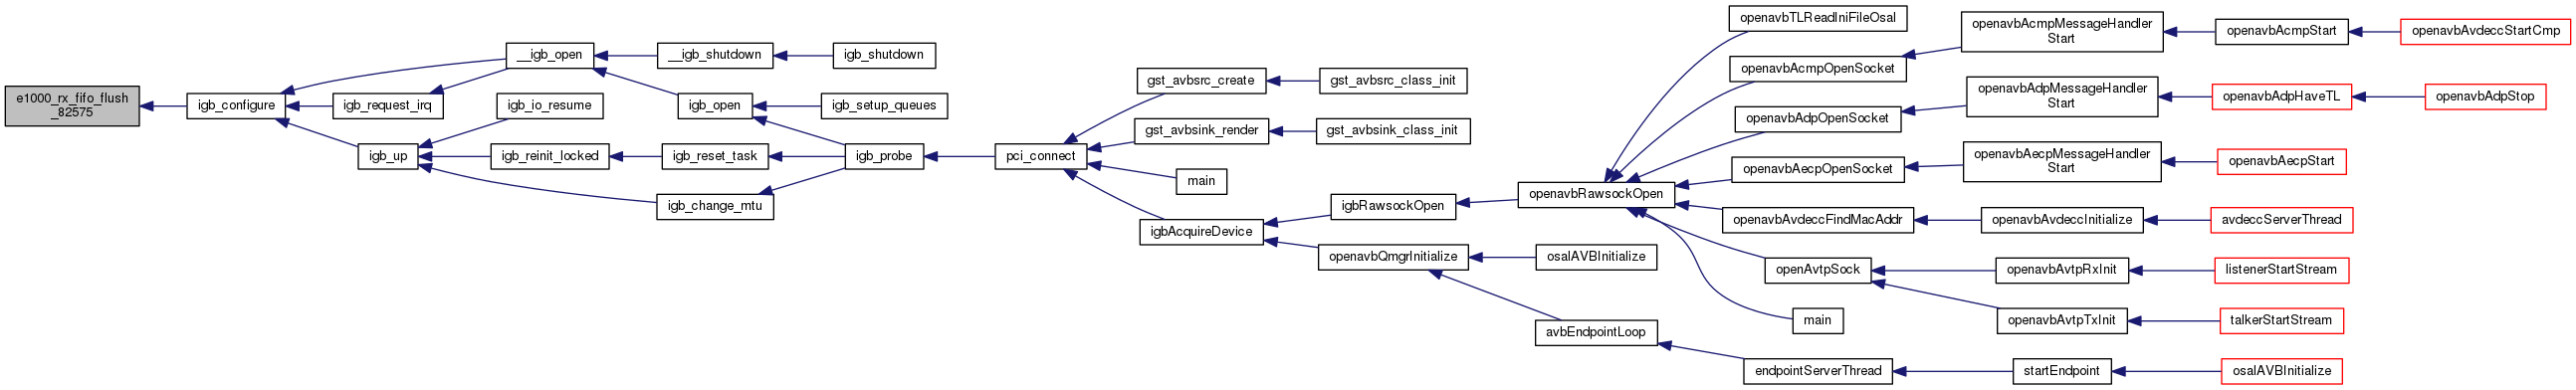 e1000_rx_fifo_flush
_82575
igb_configure
__igb_open
igb_request_irq
igb_up
__igb_shutdown
igb_shutdown
igb_io_resume
igb_open
igb_setup_queues
igb_reinit_locked
igb_reset_task
igb_probe
igb_change_mtu
pci_connect
gst_avbsrc_create
gst_avbsrc_class_init
gst_avbsink_render
gst_avbsink_class_init
main
igbAcquireDevice
igbRawsockOpen
openavbQmgrInitialize
osalAVBInitialize
openavbRawsockOpen
avbEndpointLoop
openavbTLReadIniFileOsal
openavbAcmpOpenSocket
openavbAcmpMessageHandler
Start
openavbAcmpStart
openavbAvdeccStartCmp
openavbAdpOpenSocket
openavbAdpMessageHandler
Start
openavbAdpHaveTL
openavbAdpStop
openavbAecpOpenSocket
openavbAecpMessageHandler
Start
openavbAecpStart
openavbAvdeccFindMacAddr
openavbAvdeccInitialize
avdeccServerThread
openAvtpSock
openavbAvtpRxInit
listenerStartStream
openavbAvtpTxInit
talkerStartStream
main
endpointServerThread
startEndpoint
osalAVBInitialize